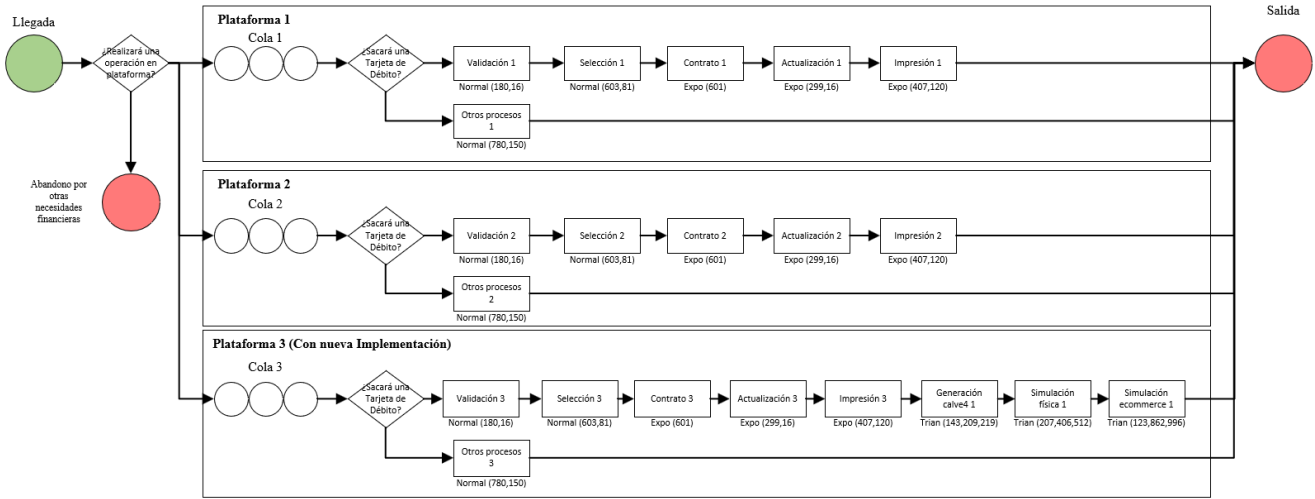 Llegada
¿Realizará una
operación en
plataforma?
Abandono por
otras
necesidades
financieras
Plataforma 1
Cola 1
¿Sacará una
Tarjeta de
Débito?
Validación 1
Normal (180,16)
Selección 1
Normal (603,81)
Contrato 1
Expo (601)
Actualización 1
Expo (299,16)
Impresión 1
Expo (407,120)
Otros procesos
1
Normal (780,150)
Plataforma 2
Cola 2
¿Sacará una
Tarjeta de
Débito?
Validación 2
Normal (180,16)
Selección 2
Normal (603,81)
Contrato 2
Expo (601)
Actualización 2
Expo (299,16)
Impresión 2
Expo (407,120)
Otros procesos
2
Normal (780,150)
Plataforma 3 (Con nueva Implementación)
Cola 3
¿Sacará una
Tarjeta de
Débito?
Validación 3
Normal (180,16)
Selección 3
Normal (603,81)
Contrato 3
Expo (601)
Actualización 3
Expo (299,16)
Impresión 3
Expo (407,120)
Generación
calve4 1
Trian (143,209,219)
Simulación
física 1
Trian (207,406,512)
Simulación
ecommerce 1
Trian (123,862,996)
Otros procesos
3
Normal (780,150)
Salida